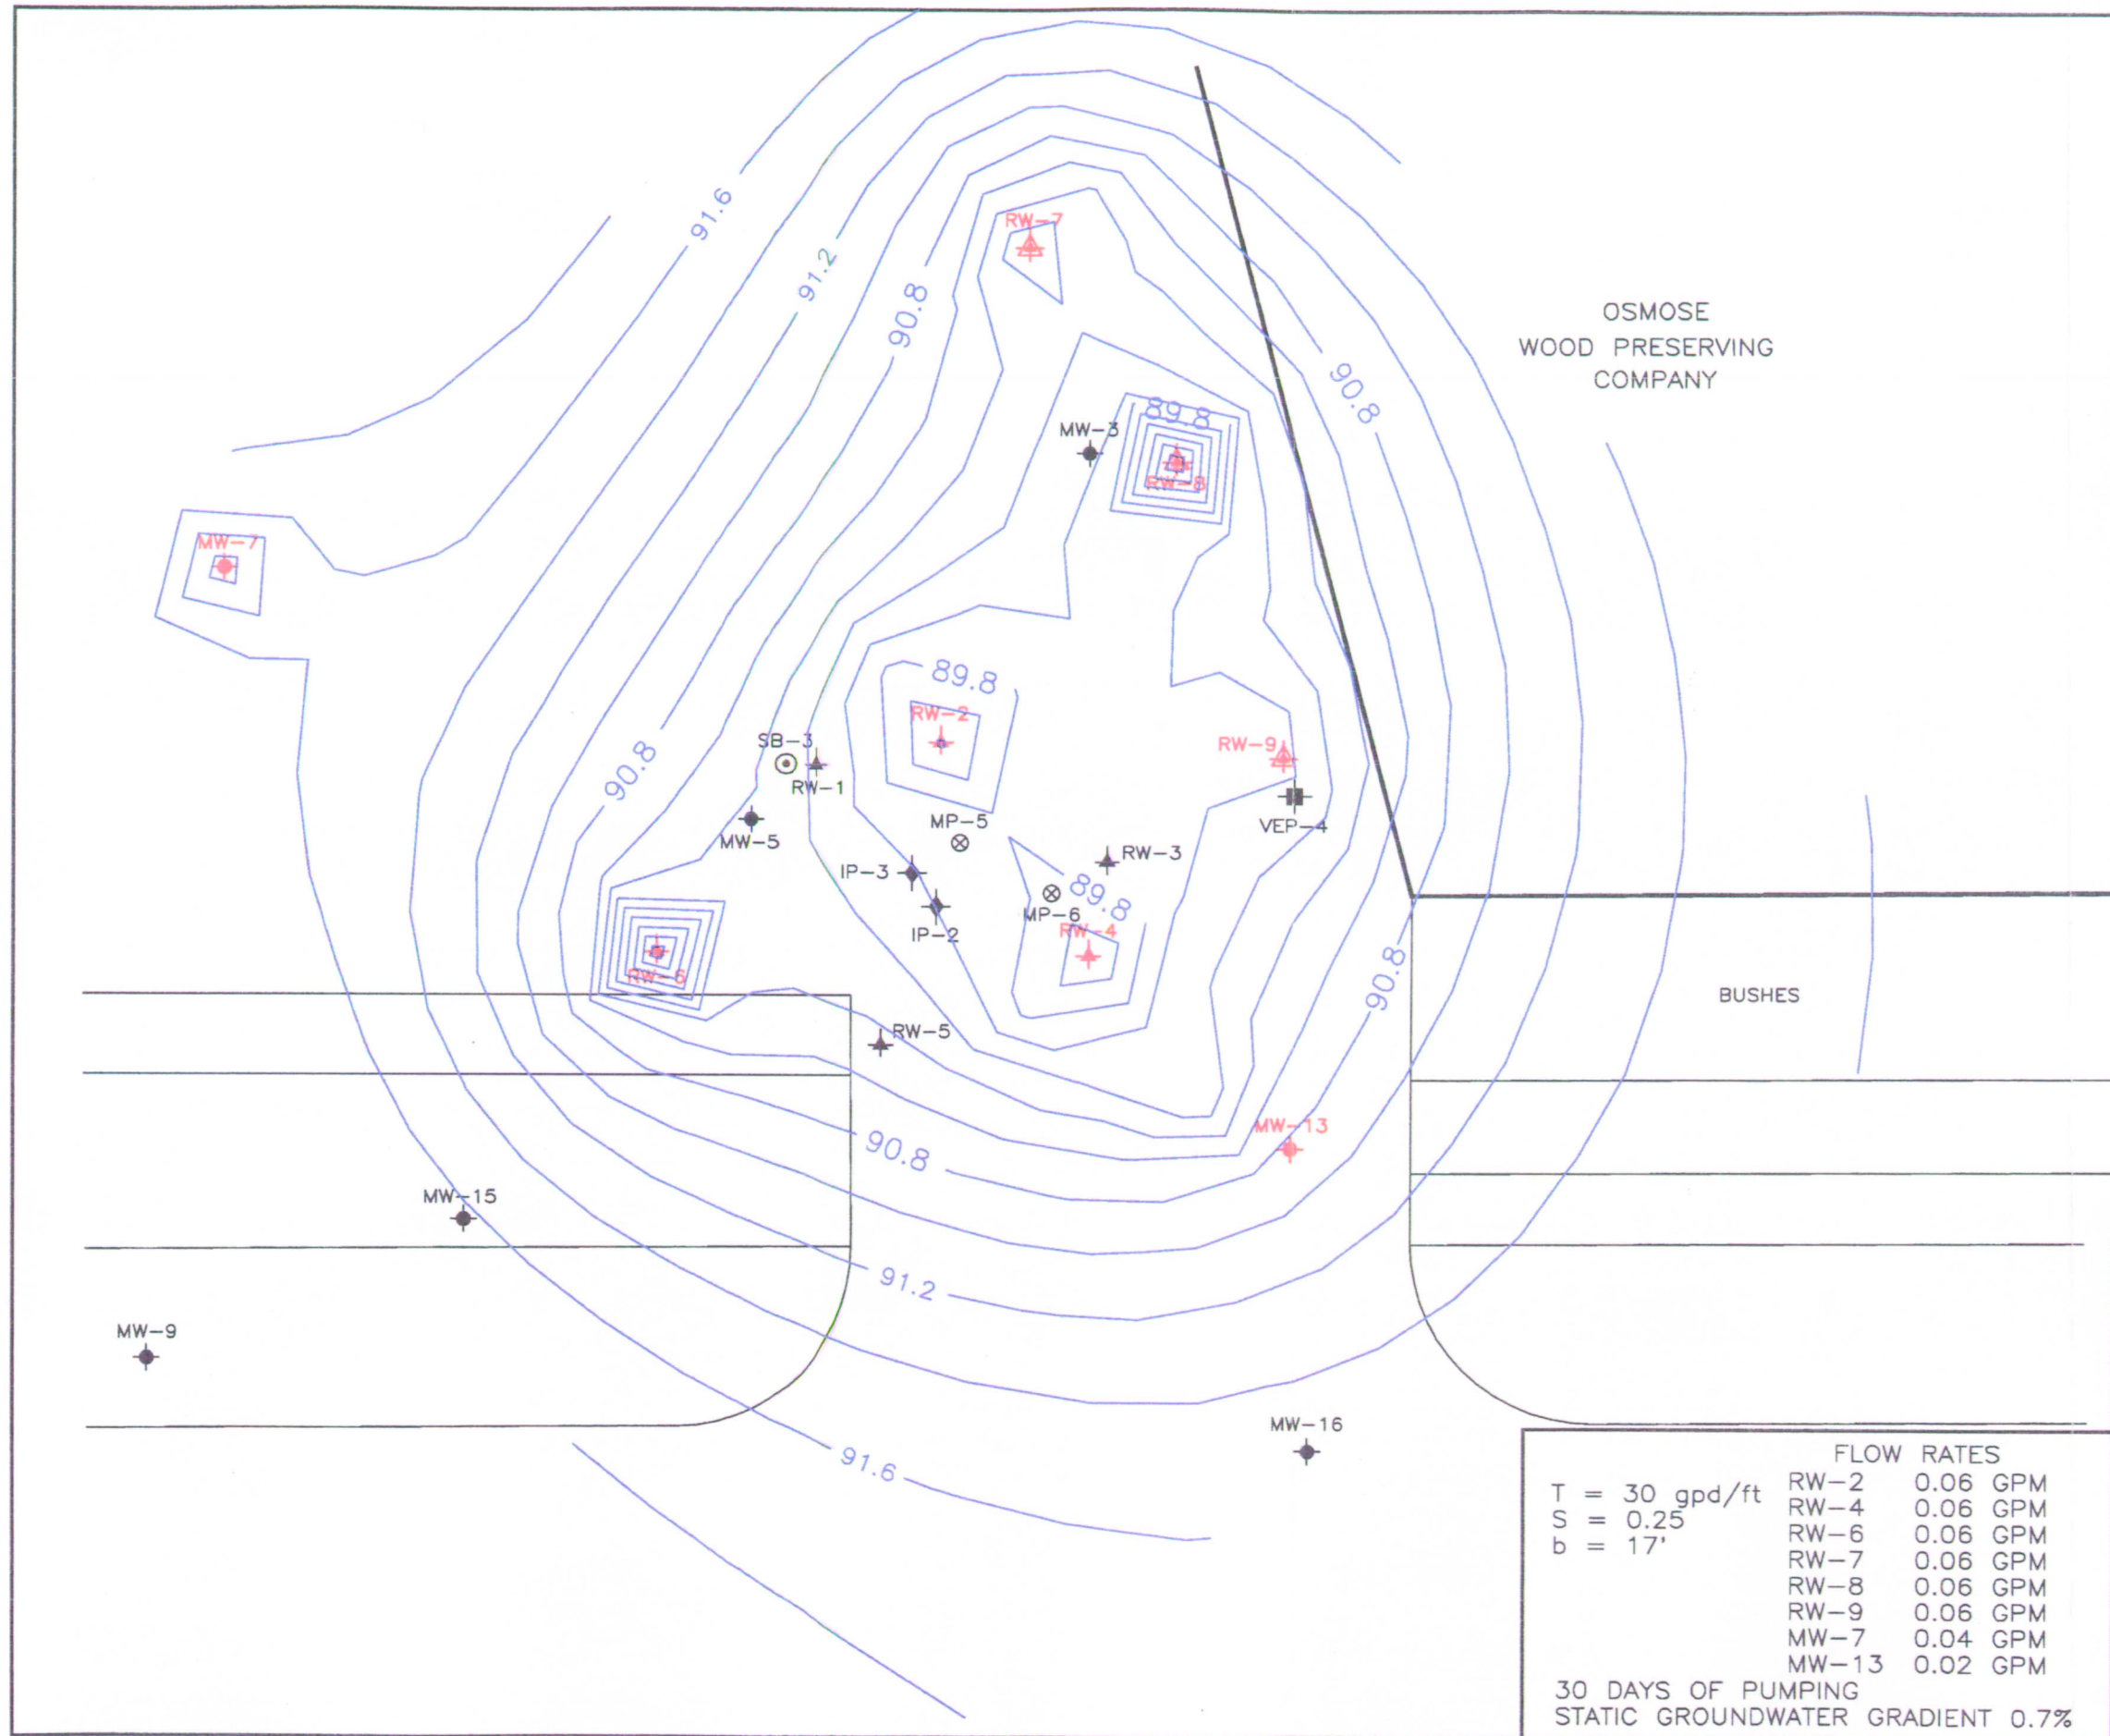 91.6
91.2
90.8
RW-7
OSMOSE
WOOD PRESERVING
COMPANY
90.8
89.8
MW-3
RW-8
MW-7
89.8
RW-2
SB-3
RW-1
RW-9
90.8
MW-5
MP-5
VEP-4
RW-3
IP-3
89.8
MP-6
IP-2
RW-4
RW-6
90.8
BUSHES
RW-5
MW-13
90.8
MW-15
91.2
MW-9
MW-16
91.6
FLOW RATES
T = 30 gpd/ft
S = 0.25
b = 17'
RW-2 0.06 GPM
RW-4 0.06 GPM
RW-6 0.06 GPM
RW-7 0.06 GPM
RW-8 0.06 GPM
RW-9 0.06 GPM
MW-7 0.04 GPM
MW-13 0.02 GPM
30 DAYS OF PUMPING
STATIC GROUNDWATER GRADIENT 0.7%